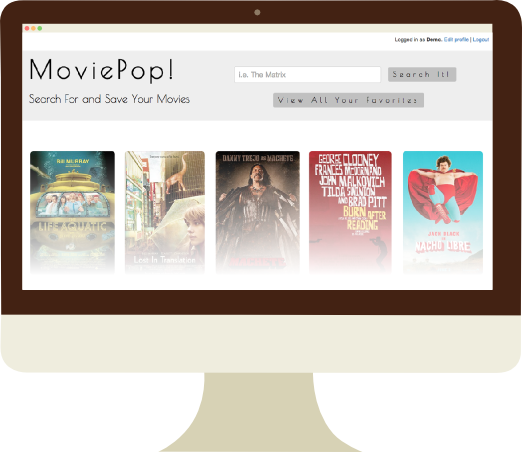 Logged in as Demo. Edit profile | Logout
MoviePop!
i.e. The Matrix
Search It!
Search For and Save Your Movies
View All Your Favorites
BILL MURRAY
LIFE AQUATIC
Lost In Translation
DANNY TREJO IS MACHETE
GEORGE CLOONEY
FRANCES MCDORMAND
JOHN MALKOVICH
TILDA SWINTON
AND BRAD PITT
BURN AFTER
READING
JACK BLACK
NACHO LIBRE